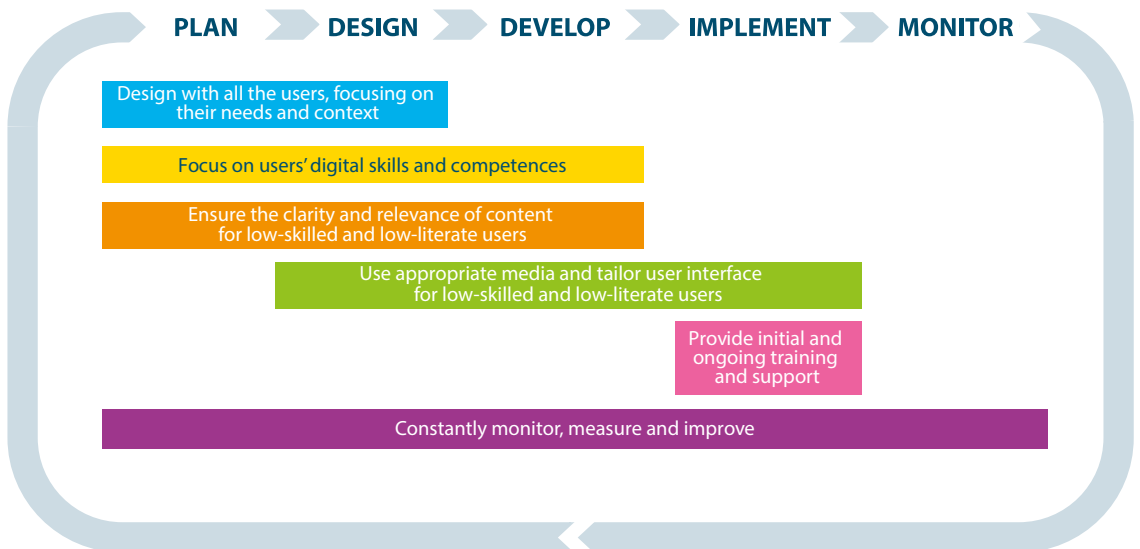 PLAN DESIGN DEVELOP IMPLEMENT MONITOR
Design with all the users, focusing on
their needs and context
Focus on users' digital skills and competences
Ensure the clarity and relevance of content
for low-skilled and low-literate users
Use appropriate media and tailor user interface
for low-skilled and low-literate users
Provide initial and
ongoing training
and support
Constantly monitor, measure and improve